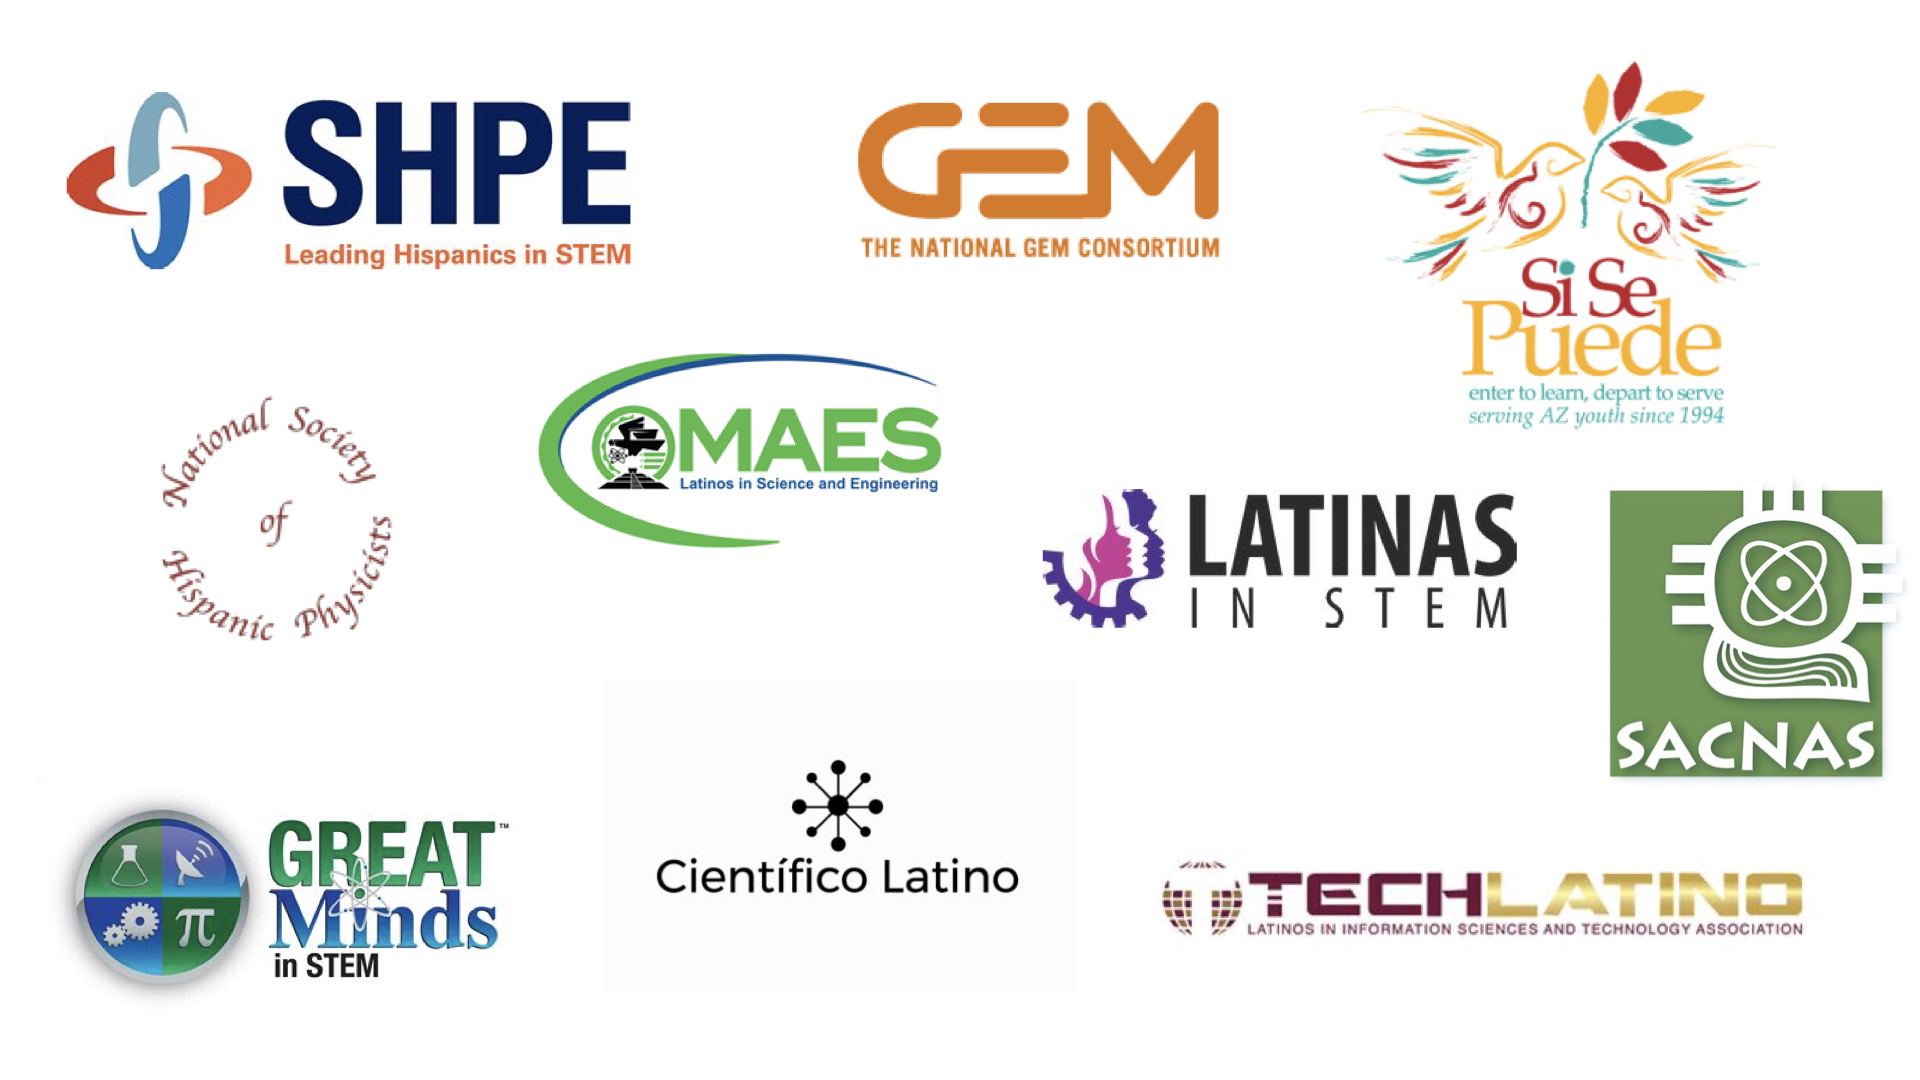 SHPE
Leading Hispanics in STEM
GEM
THE NATIONAL GEM CONSORTIUM
Si Se
Puede
enter to learn, depart to serve
serving AZ youth since 1994
National Society
of
Hispanic Physicists
MAES
Latinos in Science and Engineering
LATINAS
IN STEM
SACNAS
π
GREAT™
Minds
in STEM
Científico Latino
TECHLATINO
LATINOS IN INFORMATION SCIENCES AND TECHNOLOGY ASSOCIATION